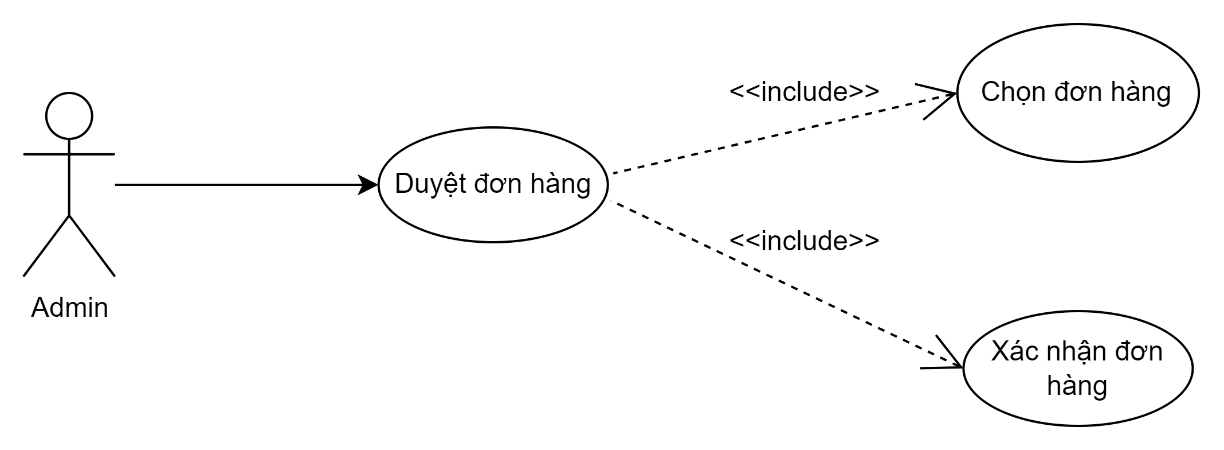 <<include>>
Chọn đơn hàng
Duyệt đơn hàng
<<include>>
Admin
Xác nhận đơn
hàng